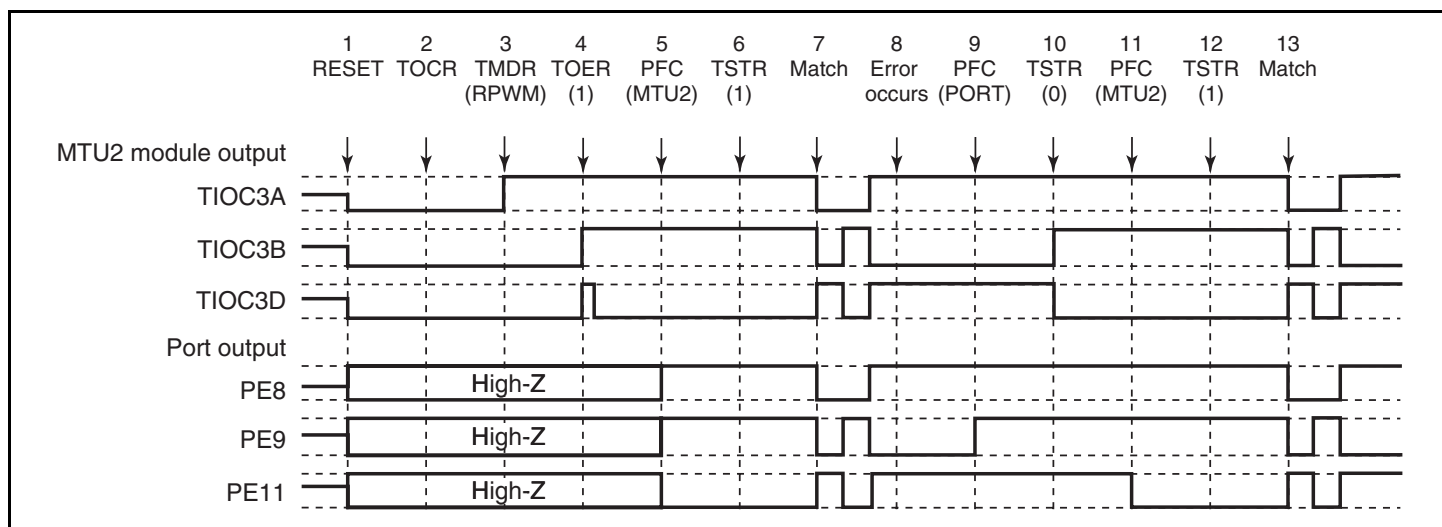 1 2 3 4 5 6 7 8 9 10 11 12 13
RESET TOCR TMDR TOER PFC TSTR Match Error PFC TSTR PFC TSTR Match
(RPWM) (1) (MTU2) (1) occurs (PORT) (0) (MTU2) (1)
MTU2 module output
TIOC3A
TIOC3B
TIOC3D
Port output
PE8 High-Z
PE9 High-Z
PE11 High-Z